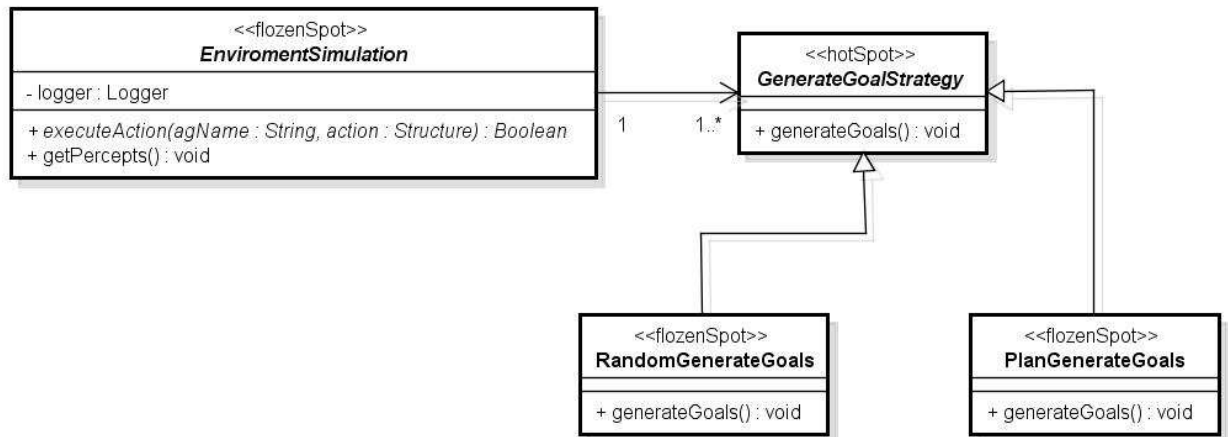 <<flozenSpot>>
EnviromentSimulation
- logger : Logger
+ executeAction(agName : String, action : Structure) : Boolean
+ getPercepts() : void
1
1..*
<<hotSpot>>
GenerateGoalStrategy
+ generateGoals() : void
<<flozenSpot>>
RandomGenerateGoals
+ generateGoals() : void
<<flozenSpot>>
PlanGenerateGoals
+ generateGoals() : void